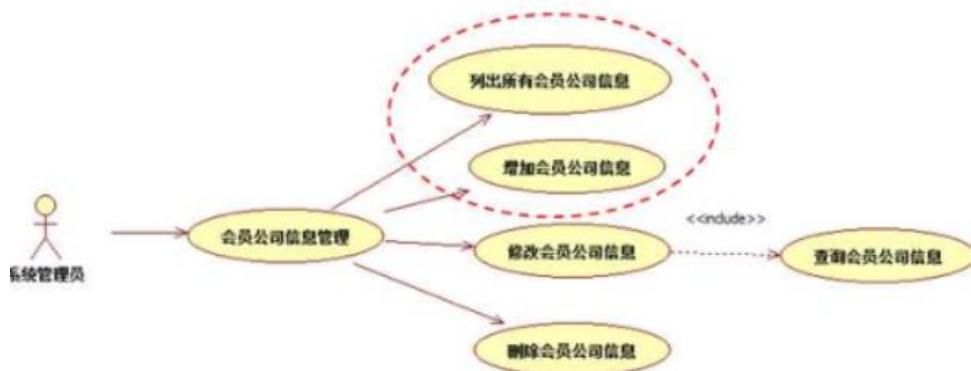 列出所有会员公司信息
增加会员公司信息
<<include>>
会员公司信息管理
修改会员公司信息
查询会员公司信息
系统管理员
删除会员公司信息